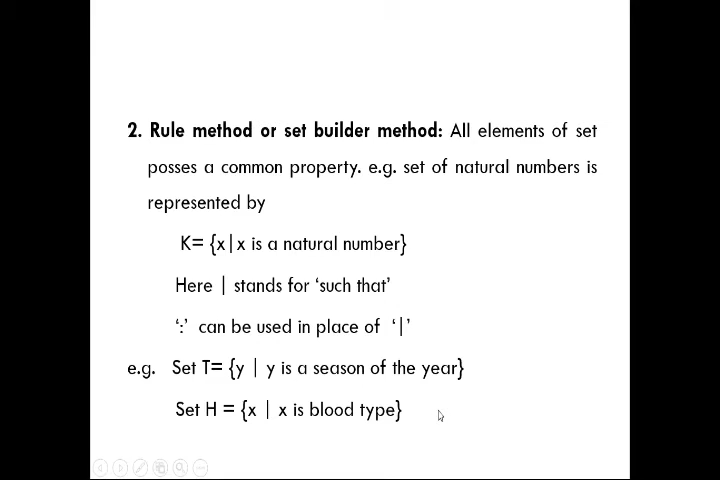 2. Rule method or set builder method: All elements of set
posses a common property. e.g. set of natural numbers is
represented by
K= {x|x is a natural number}
Here | stands for ‘such that’
‘:’ can be used in place of ‘|’
e.g. Set T= {y | y is a season of the year}
Set H = {x | x is blood type}